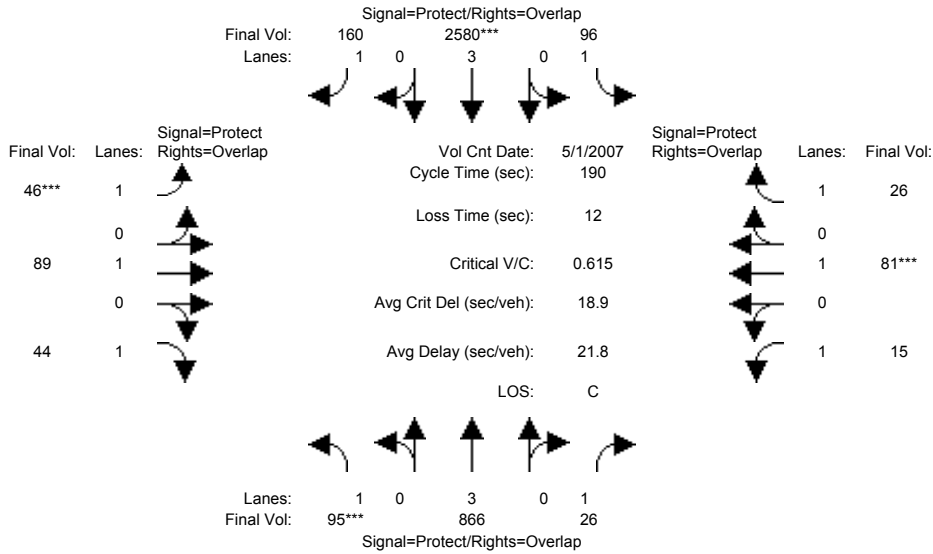 Signal=Protect/Rights=Overlap
Final Vol: 160 2580*** 96
Lanes: 1 0 3 0 1
Signal=Protect
Final Vol: Lanes: Rights=Overlap
Vol Cnt Date: 5/1/2007
Signal=Protect
Rights=Overlap Lanes: Final Vol:
Cycle Time (sec): 190
46*** 1
1 26
Loss Time (sec): 12
0
0
89 1
Critical V/C: 0.615
1 81***
0
Avg Crit Del (sec/veh): 18.9
0
44 1
Avg Delay (sec/veh): 21.8
1 15
LOS: C
Lanes: 1 0 3 0 1
Final Vol: 95*** 866 26
Signal=Protect/Rights=Overlap